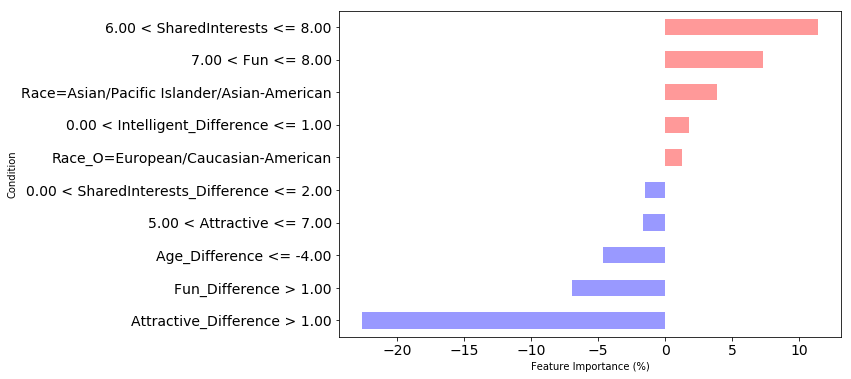 6.00 < SharedInterests <= 8.00
7.00 < Fun <= 8.00
Race=Asian/Pacific Islander/Asian-American
0.00 < Intelligent_Difference <= 1.00
Race_O=European/Caucasian-American
0.00 < SharedInterests_Difference <= 2.00
5.00 < Attractive <= 7.00
Age_Difference <= -4.00
Fun_Difference > 1.00
Attractive_Difference > 1.00
Condition
−20 −15 −10 −5 0 5 10
Feature Importance (%)